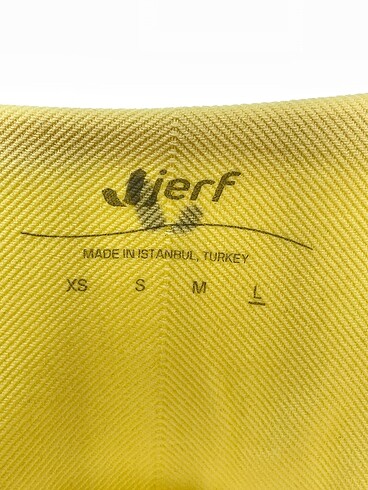 jerf
MADE IN ISTANBUL, TURKEY
XS S M L